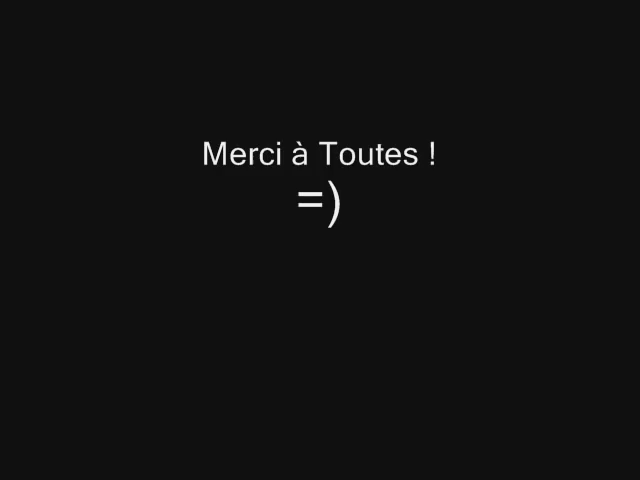 Merci à Toutes !
=)